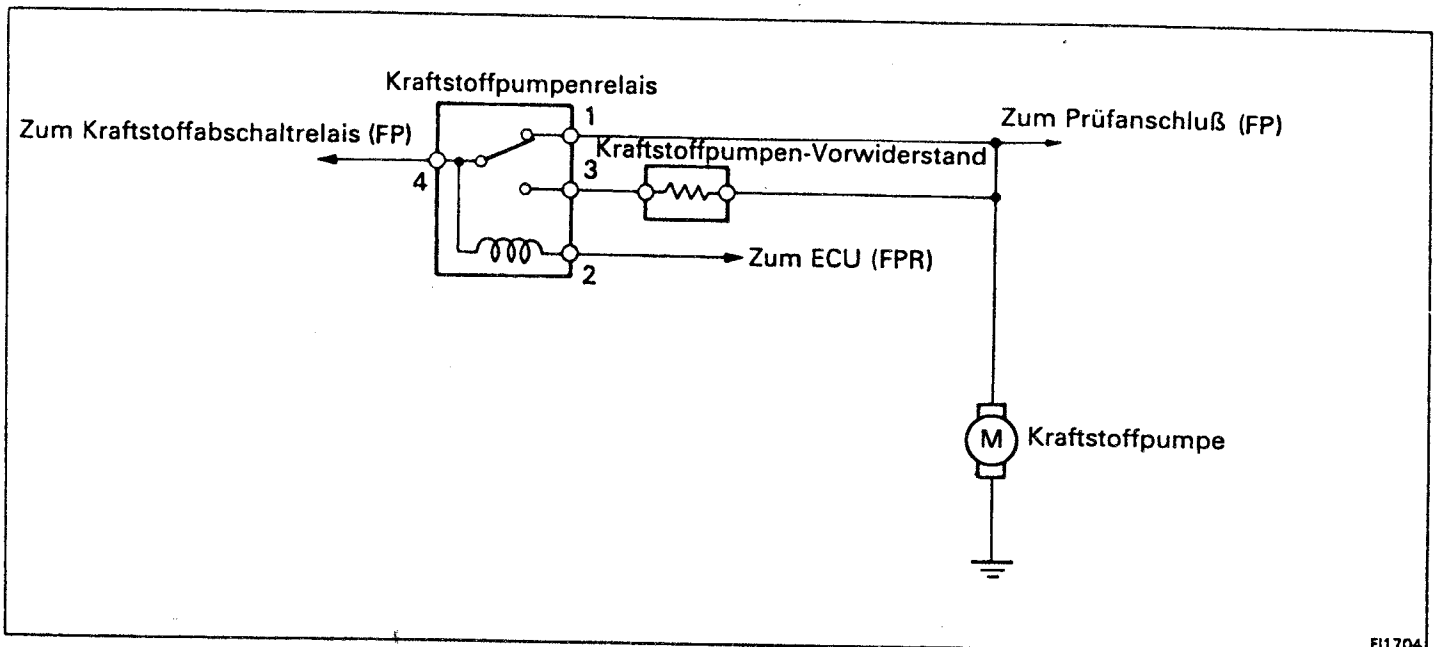 Kraftstoffpumpenrelais
Zum Kraftstoffabschaltrelais (FP)
1
Zum Prüfanschluß (FP)
Kraftstoffpumpen-Vorwiderstand
4
3
Zum ECU (FPR)
2
M
Kraftstoffpumpe
FI1704